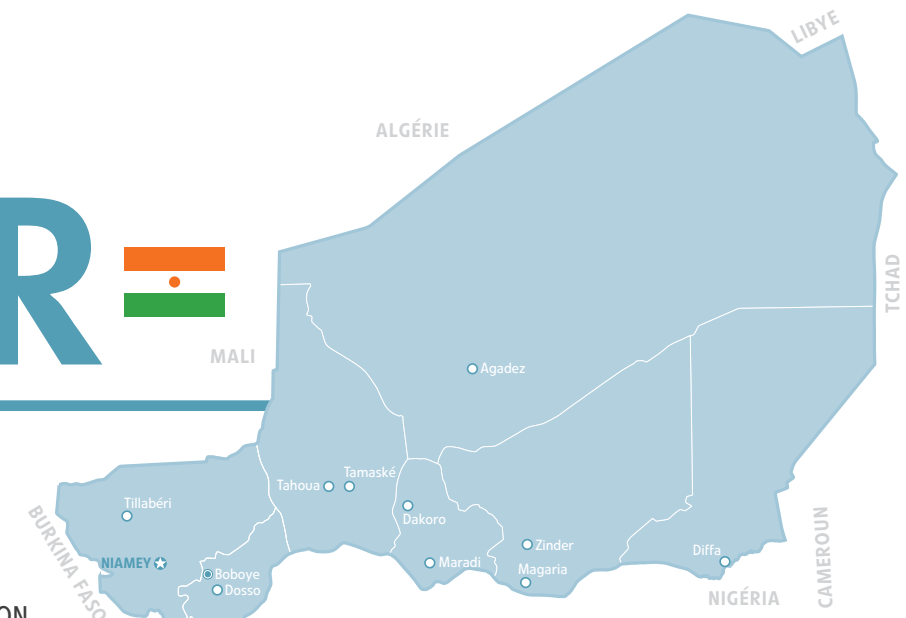 LIBYE
ALGÉRIE
R
TCHAD
MALI
Agadez
Tamaské
Tahoua
Tillabéri
Dakoro
BURKINA FASO
CAMEROUN
Zinder
Diffa
NIAMEY
Maradi
Magaria
Boboye
Dosso
NIGÉRIA
ON